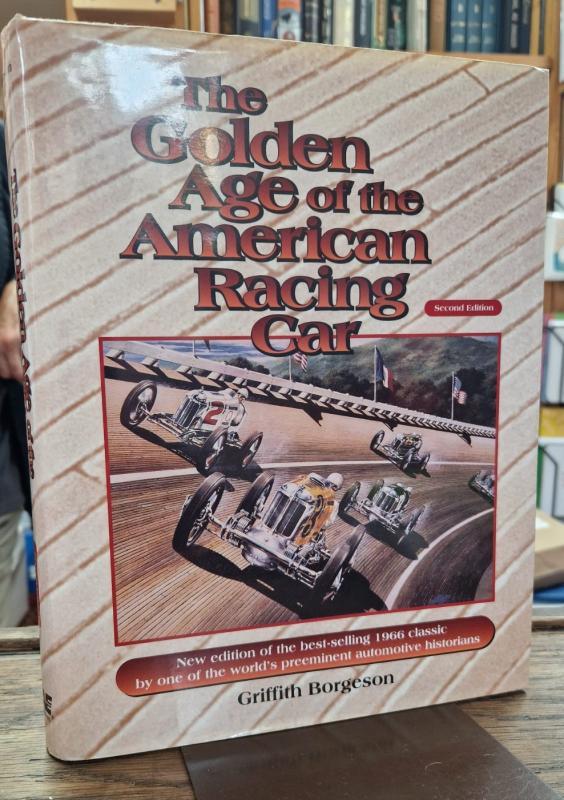 The
Golden
Age of the
American
Racing
Car
Second Edition
2
New edition of the best-selling 1966 classic
by one of the world's preeminent automotive historians
Griffith Borgeson
The Golden Age of the